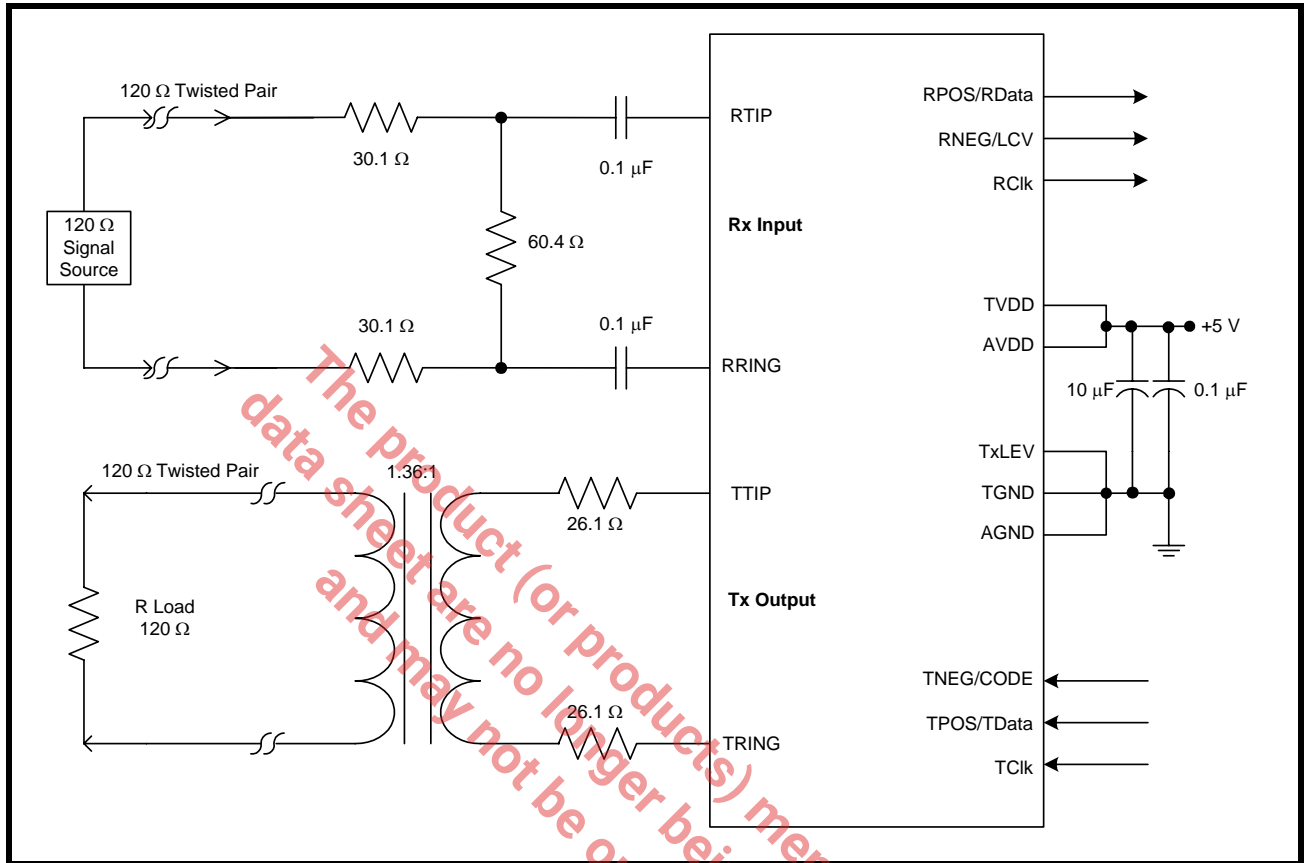 120 Ω Twisted Pair
30.1 Ω
0.1 μF
RTIP
RPOS/RData
RNEG/LCV
RClk
120 Ω
Signal
Source
60.4 Ω
Rx Input
30.1 Ω
0.1 μF
RRING
TVDD
AVDD
+5 V
10 μF
0.1 μF
120 Ω Twisted Pair
1.36:1
26.1 Ω
TTIP
TxLEV
TGND
AGND
R Load
120 Ω
Tx Output
26.1 Ω
TRING
TNEG/CODE
TPOS/TData
TClk
The product (or products) mer
data sheet are no longer bei
and may not be o